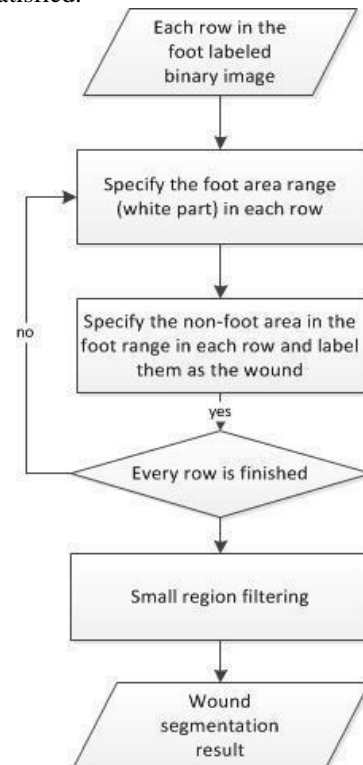 Each row in the
foot labeled
binary image
Specify the foot area range
(white part) in each row
no
Specify the non-foot area in the
foot range in each row and label
them as the wound
yes
Every row is finished
Small region filtering
Wound
segmentation
result